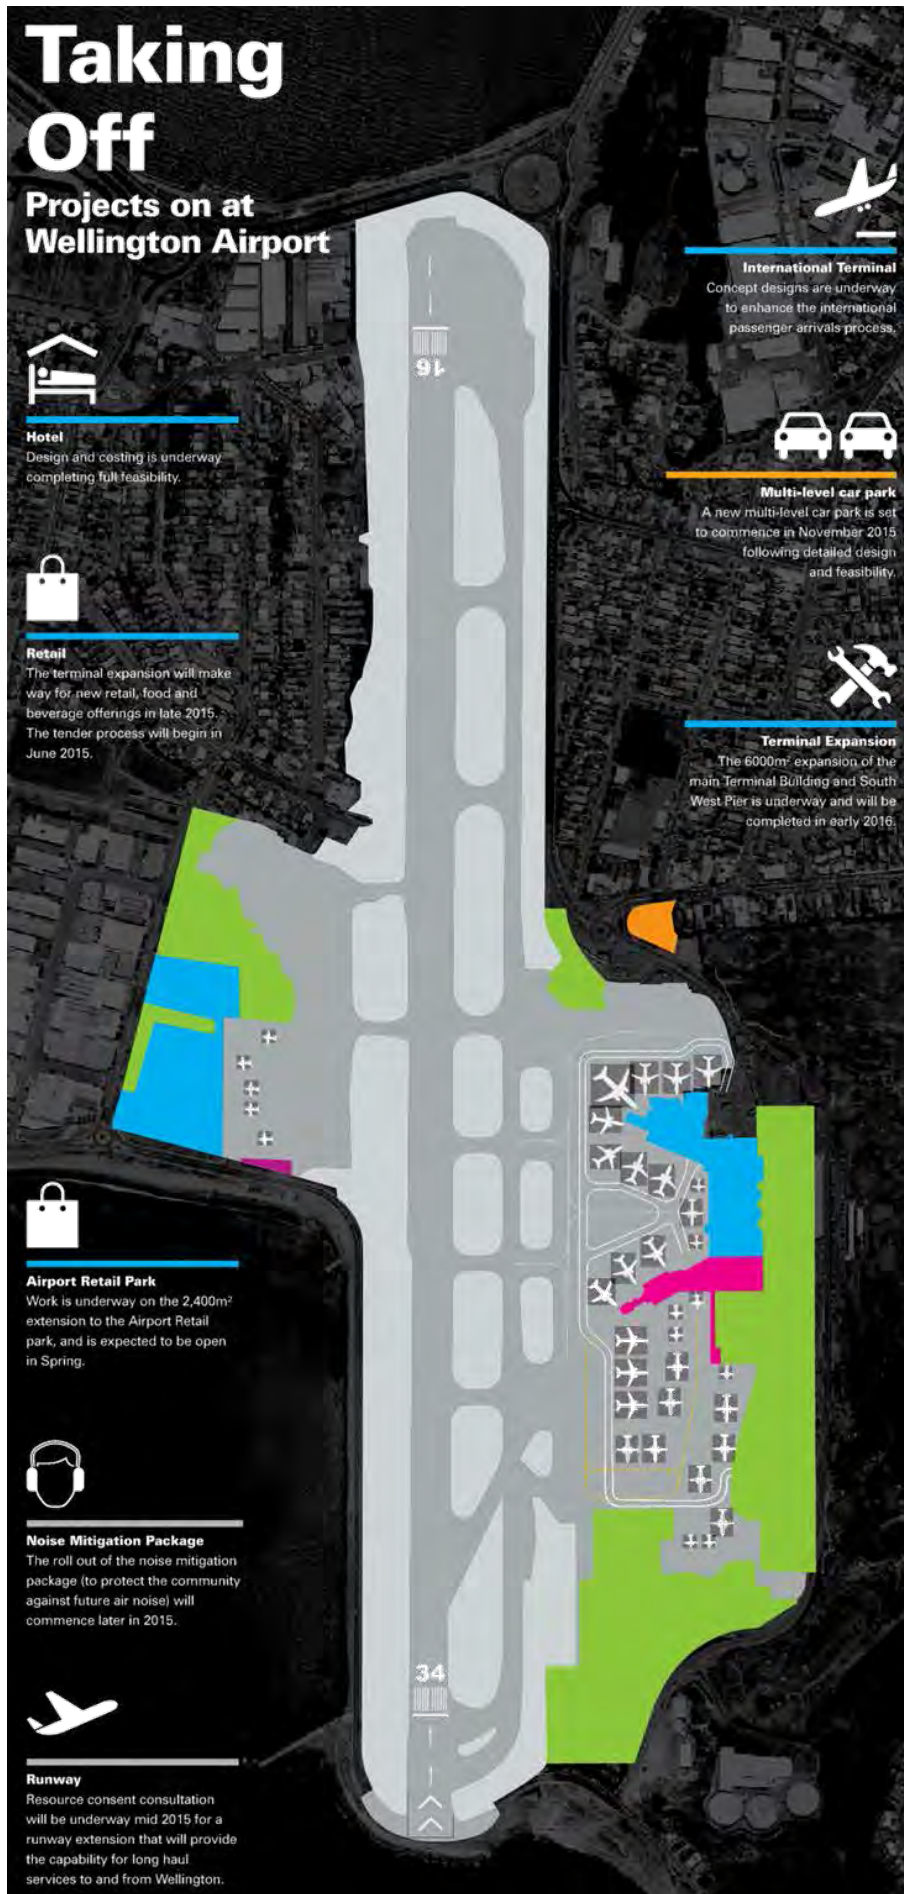 Taking
Off
Projects on at
Wellington Airport
Hotel
Design and costing is underway
completing full feasibility.
Retail
The terminal expansion will make
way for new retail, food and
beverage offerings in late 2015.
The tender process will begin in
June 2015.
Airport Retail Park
Work is underway on the 2,400m²
extension to the Airport Retail
park, and is expected to be open
in Spring.
Noise Mitigation Package
The roll out of the noise mitigation
package (to protect the community
against future air noise) will
commence later in 2015.
Runway
Resource consent consultation
will be underway mid 2015 for a
runway extension that will provide
the capability for long haul
services to and from Wellington.
16
34
International Terminal
Concept designs are underway
to enhance the international
passenger arrivals process.
Multi-level car park
A new multi-level car park is set
to commence in November 2015
following detailed design
and feasibility.
Terminal Expansion
The 6000m² expansion of the
main Terminal Building and South
West Pier is underway and will be
completed in early 2016.